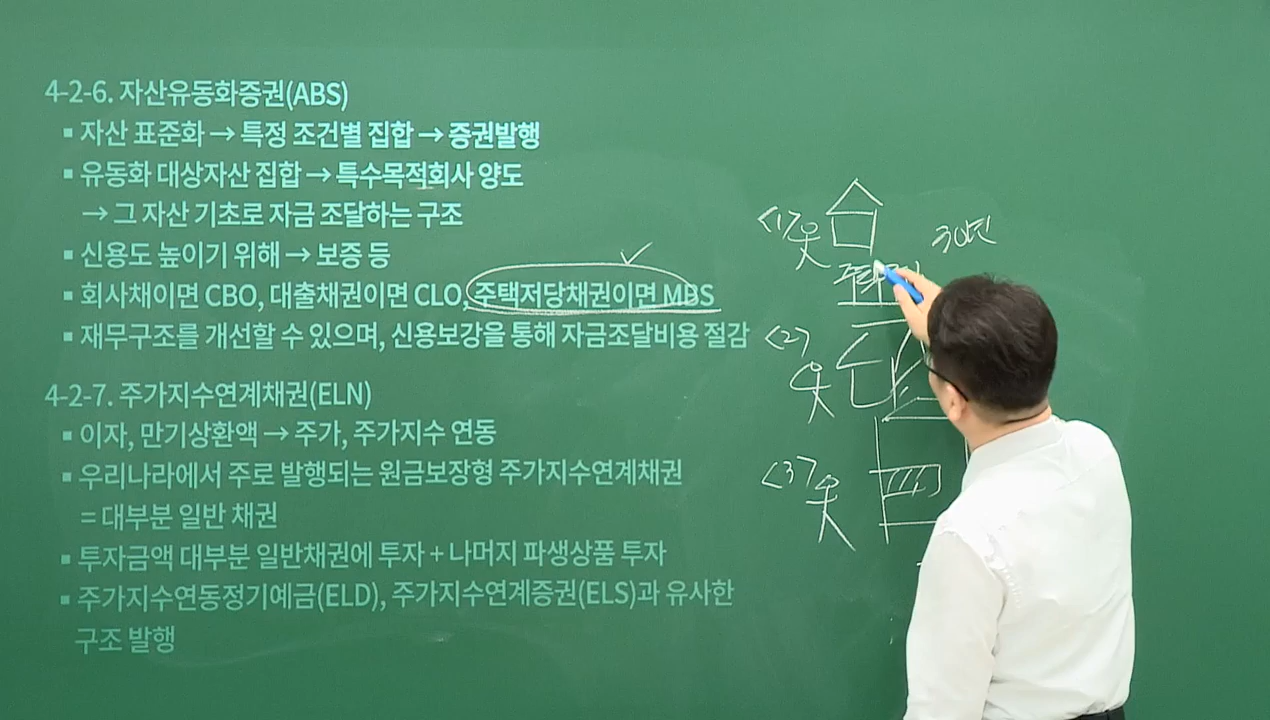 4-2-6. 자산유동화증권(ABS)
▪ 자산 표준화 → 특정 조건별 집합 → 증권발행
▪ 유동화 대상자산 집합 → 특수목적회사 양도
→ 그 자산 기초로 자금 조달하는 구조
▪ 신용도 높이기 위해 → 보증 등
▪ 회사채이면 CBO, 대출채권이면 CLO, 주택저당채권이면 MBS
▪ 재무구조를 개선할 수 있으며, 신용보강을 통해 자금조달비용 절감
4-2-7. 주가지수연계채권(ELN)
▪ 이자, 만기상환액 → 주가, 주가지수 연동
▪ 우리나라에서 주로 발행되는 원금보장형 주가지수연계채권
= 대부분 일반 채권
▪ 투자금액 대부분 일반채권에 투자 + 나머지 파생상품 투자
▪ 주가지수연동정기예금(ELD), 주가지수연계증권(ELS)과 유사한
구조 발행
<1>
30년
<2>
<3>